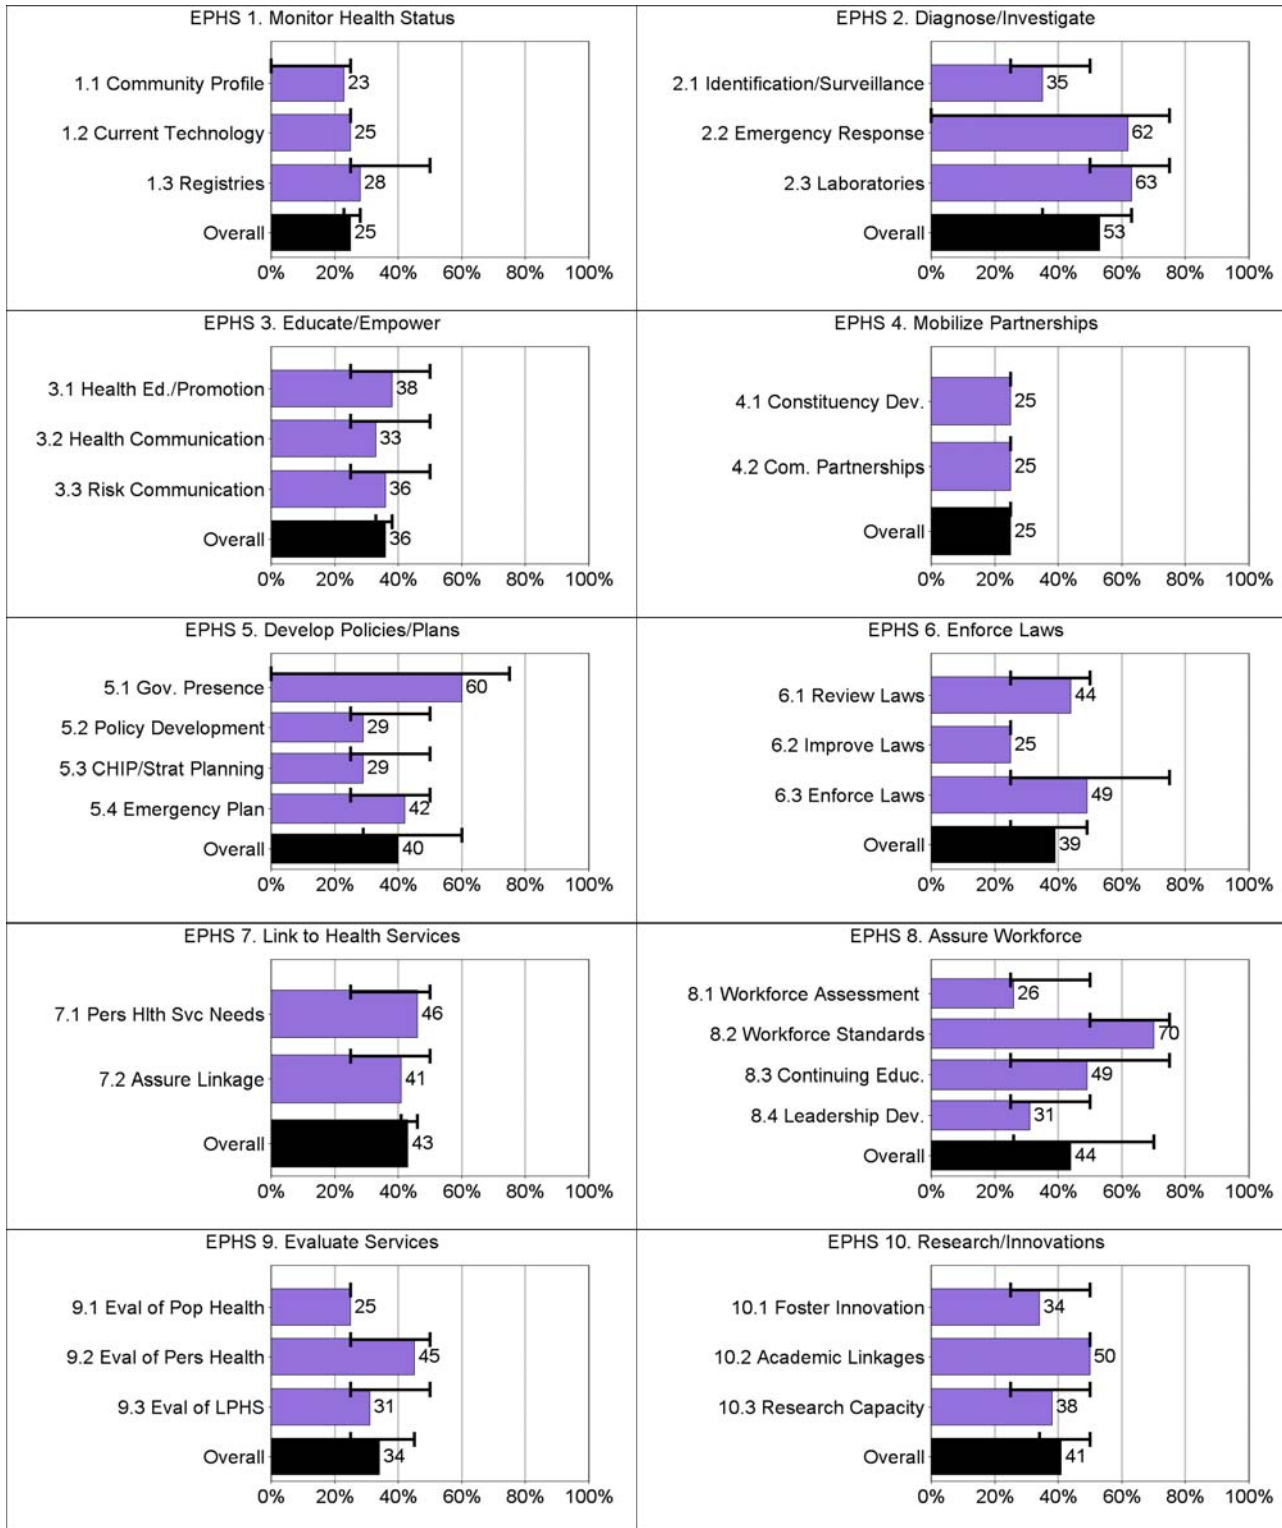 EPHS 1. Monitor Health Status
1.1 Community Profile 23
1.2 Current Technology 25
1.3 Registries 28
Overall 25
0% 20% 40% 60% 80% 100%
EPHS 2. Diagnose/Investigate
2.1 Identification/Surveillance 35
2.2 Emergency Response 62
2.3 Laboratories 63
Overall 53
0% 20% 40% 60% 80% 100%
EPHS 3. Educate/Empower
3.1 Health Ed./Promotion 38
3.2 Health Communication 33
3.3 Risk Communication 36
Overall 36
0% 20% 40% 60% 80% 100%
EPHS 4. Mobilize Partnerships
4.1 Constituency Dev. 25
4.2 Com. Partnerships 25
Overall 25
0% 20% 40% 60% 80% 100%
EPHS 5. Develop Policies/Plans
5.1 Gov. Presence 60
5.2 Policy Development 29
5.3 CHIP/Strat Planning 29
5.4 Emergency Plan 42
Overall 40
0% 20% 40% 60% 80% 100%
EPHS 6. Enforce Laws
6.1 Review Laws 44
6.2 Improve Laws 25
6.3 Enforce Laws 49
Overall 39
0% 20% 40% 60% 80% 100%
EPHS 7. Link to Health Services
7.1 Pers Hlth Svc Needs 46
7.2 Assure Linkage 41
Overall 43
0% 20% 40% 60% 80% 100%
EPHS 8. Assure Workforce
8.1 Workforce Assessment 26
8.2 Workforce Standards 70
8.3 Continuing Educ. 49
8.4 Leadership Dev. 31
Overall 44
0% 20% 40% 60% 80% 100%
EPHS 9. Evaluate Services
9.1 Eval of Pop Health 25
9.2 Eval of Pers Health 45
9.3 Eval of LPHS 31
Overall 34
0% 20% 40% 60% 80% 100%
EPHS 10. Research/Innovations
10.1 Foster Innovation 34
10.2 Academic Linkages 50
10.3 Research Capacity 38
Overall 41
0% 20% 40% 60% 80% 100%